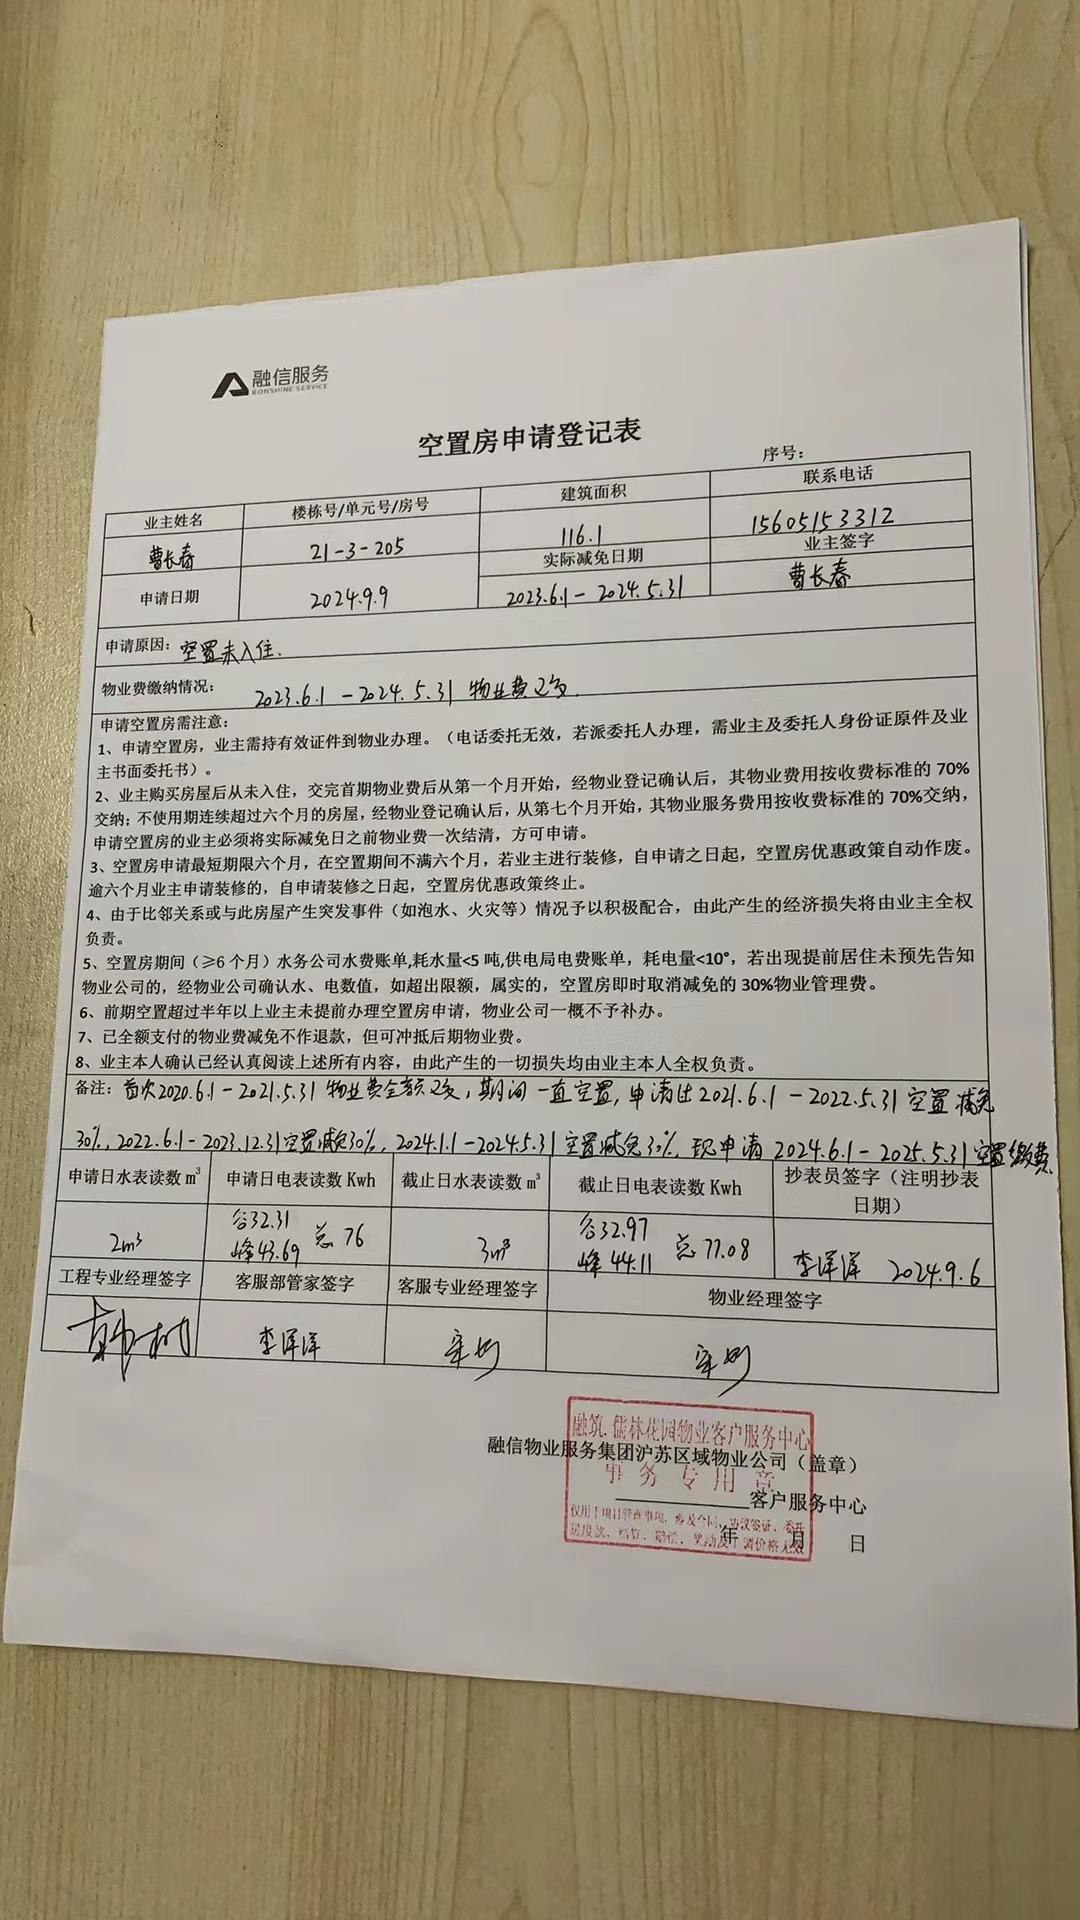 融信服务
RONSHINE SERVICE
空置房申请登记表
序号：
业主姓名 楼栋号/单元号/房号 建筑面积 联系电话
曹长春 21-3-205 116.1 15605153312
实际减免日期 业主签字
申请日期 2024.9.9 2023.6.1-2024.5.31 曹长春
申请原因：空置未入住.
物业费缴纳情况： 2023.6.1-2024.5.31 物业费已交.
申请空置房需注意：
1、申请空置房，业主需持有效证件到物业办理。（电话委托无效，若派委托人办理，需业主及委托人身份证原件及业
主书面委托书）。
2、业主购买房屋后从未入住，交完首期物业费后从第一个月开始，经物业登记确认后，其物业费用按收费标准的 70%
交纳；不使用期连续超过六个月的房屋，经物业登记确认后，从第七个月开始，其物业服务费用按收费标准的 70%交纳，
申请空置房的业主必须将实际减免日之前物业费一次结清，方可申请。
3、空置房申请最短期限六个月，在空置期间不满六个月，若业主进行装修，自申请之日起，空置房优惠政策自动作废。
逾六个月业主申请装修的，自申请装修之日起，空置房优惠政策终止。
4、由于比邻关系或与此房屋产生突发事件（如泡水、火灾等）情况予以积极配合，由此产生的经济损失将由业主全权
负责。
5、空置房期间（≥6 个月）水务公司水费账单,耗水量<5 吨,供电局电费账单，耗电量<10°，若出现提前居住未预先告知
物业公司的，经物业公司确认水、电数值，如超出限额，属实的，空置房即时取消减免的 30%物业管理费。
6、前期空置超过半年以上业主未提前办理空置房申请，物业公司一概不予补办。
7、已全额支付的物业费减免不作退款，但可冲抵后期物业费。
8、业主本人确认已经认真阅读上述所有内容，由此产生的一切损失均由业主本人全权负责。
备注：首次2020.6.1-2021.5.31 物业费全款已交，期间一直空置，申请过2021.6.1-2022.5.31空置减免
30%，2022.6.1-2023.12.31空置减免30%，2024.1.1-2024.5.31空置减免30%，现申请2024.6.1-2025.5.31空置缴费
申请日水表读数 m³ 申请日电表读数 Kwh 截止日水表读数 m³ 截止日电表读数 Kwh 抄表员签字（注明抄表
日期）
谷32.31 谷32.97
2m³ 峰43.69 总76 3m³ 峰44.11 总77.08 李洋洋 2024.9.6
工程专业经理签字 客服部管家签字 客服专业经理签字 物业经理签字
李洋洋
融筑.儒林花园物业客户服务中心
融信物业服务集团沪苏区域物业公司（盖章）
事务专用章
客户服务中心
年 月 日